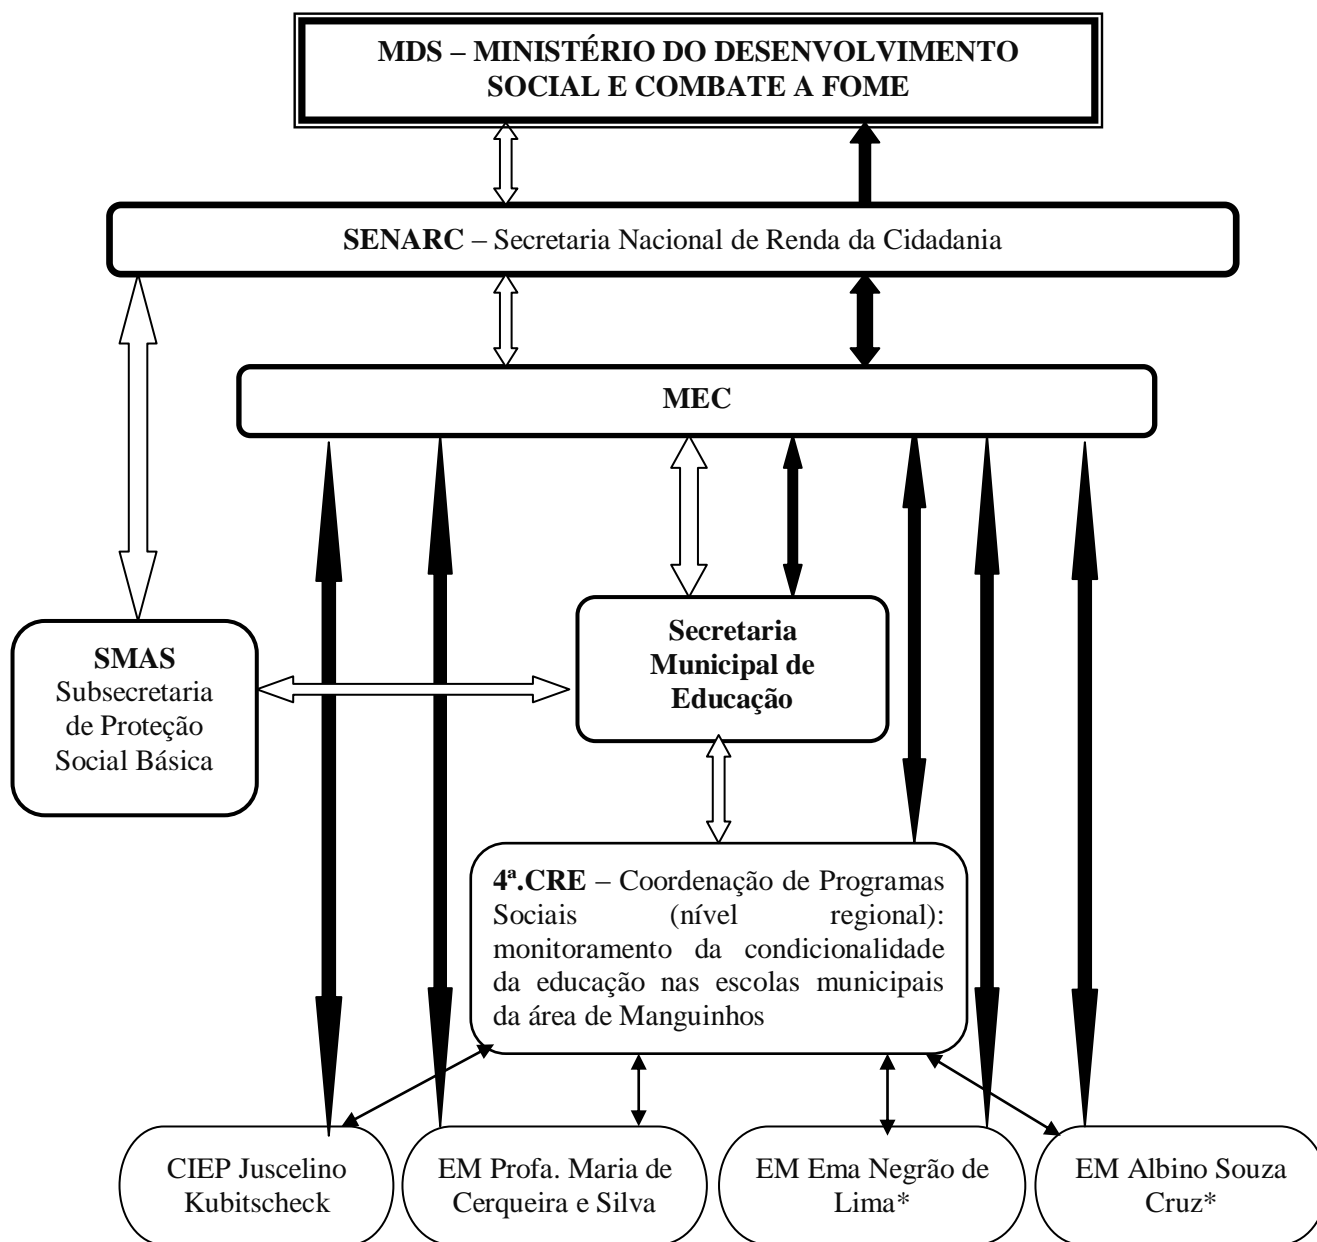 MDS – MINISTÉRIO DO DESENVOLVIMENTO
SOCIAL E COMBATE A FOME
SENARC – Secretaria Nacional de Renda da Cidadania
MEC
SMAS
Subsecretaria
de Proteção
Social Básica
Secretaria
Municipal de
Educação
4ª.CRE – Coordenação de Programas
Sociais (nível regional):
monitoramento da condicionalidade
da educação nas escolas municipais
da área de Manguinhos
CIEP Juscelino
Kubitscheck
EM Profa. Maria de
Cerqueira e Silva
EM Ema Negrão de
Lima*
EM Albino Souza
Cruz*